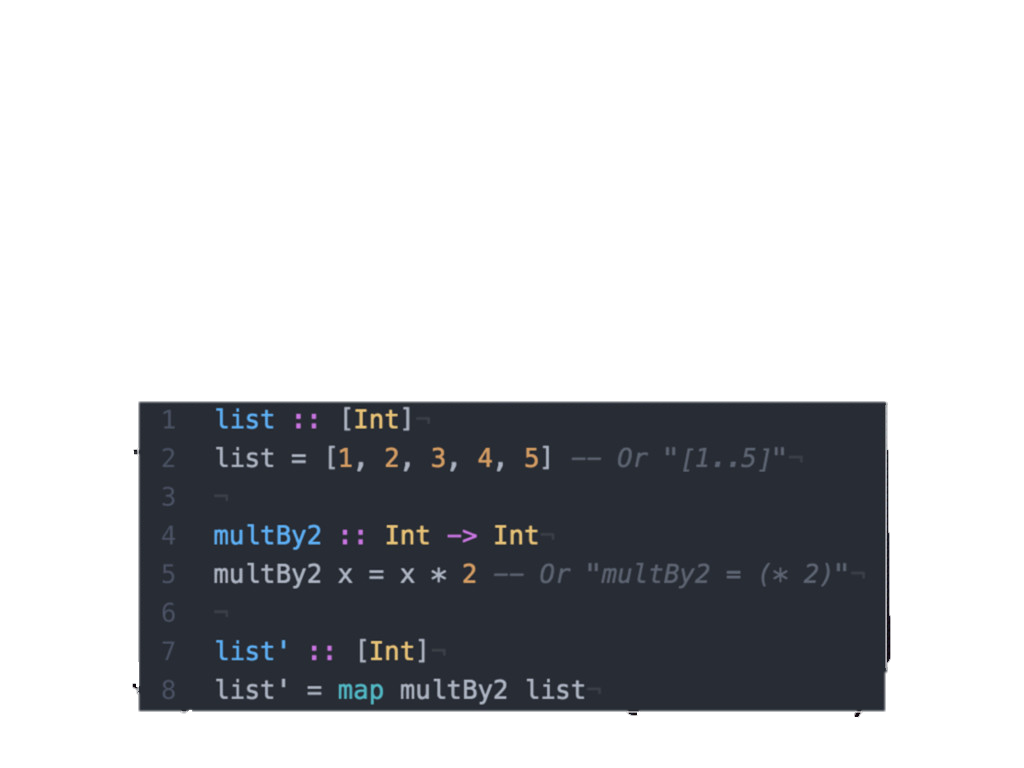 1 list :: [Int]¬
2 list = [1, 2, 3, 4, 5] -- Or "[1..5]"¬
3 ¬
4 multBy2 :: Int -> Int¬
5 multBy2 x = x * 2 -- Or "multBy2 = (* 2)"¬
6 ¬
7 list' :: [Int]¬
8 list' = map multBy2 list¬